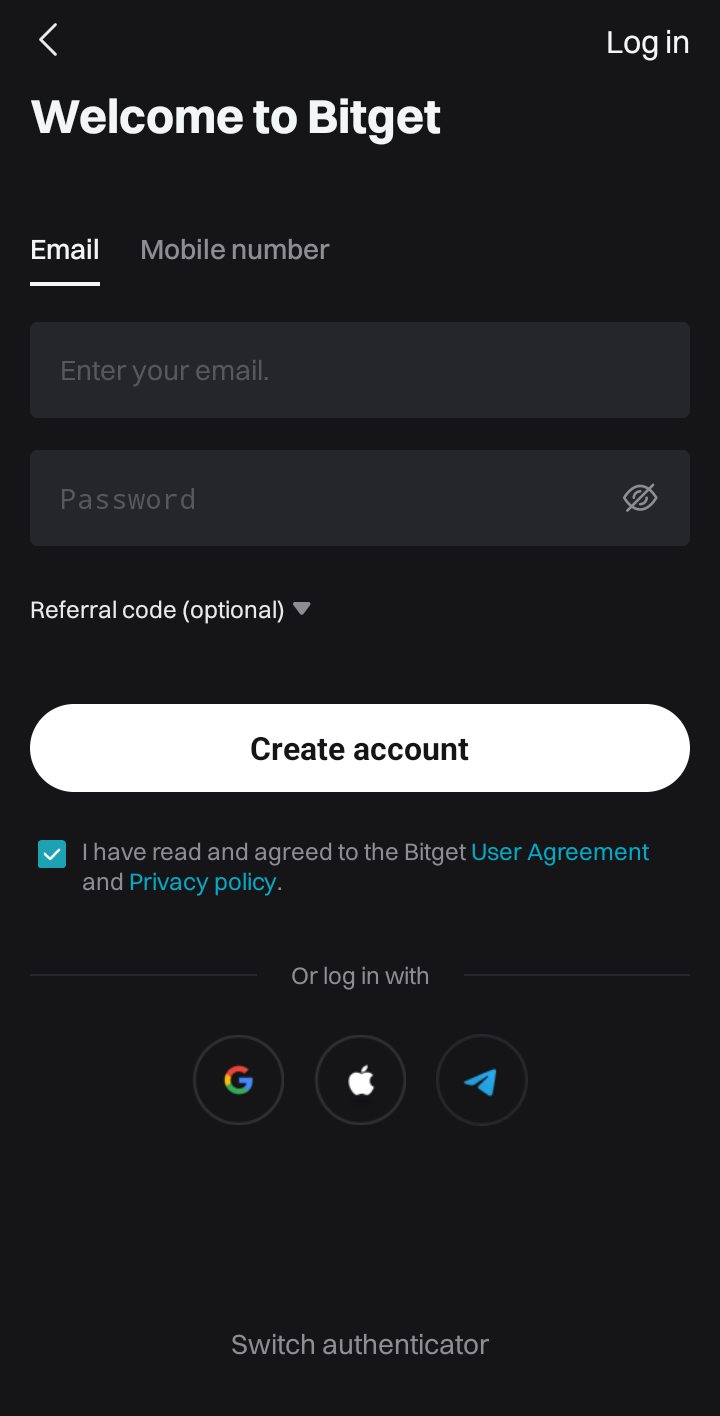 Log in
Welcome to Bitget
Email Mobile number
Enter your email.
Password
Referral code (optional)
Create account
I have read and agreed to the Bitget User Agreement
and Privacy policy.
Or log in with
Switch authenticator